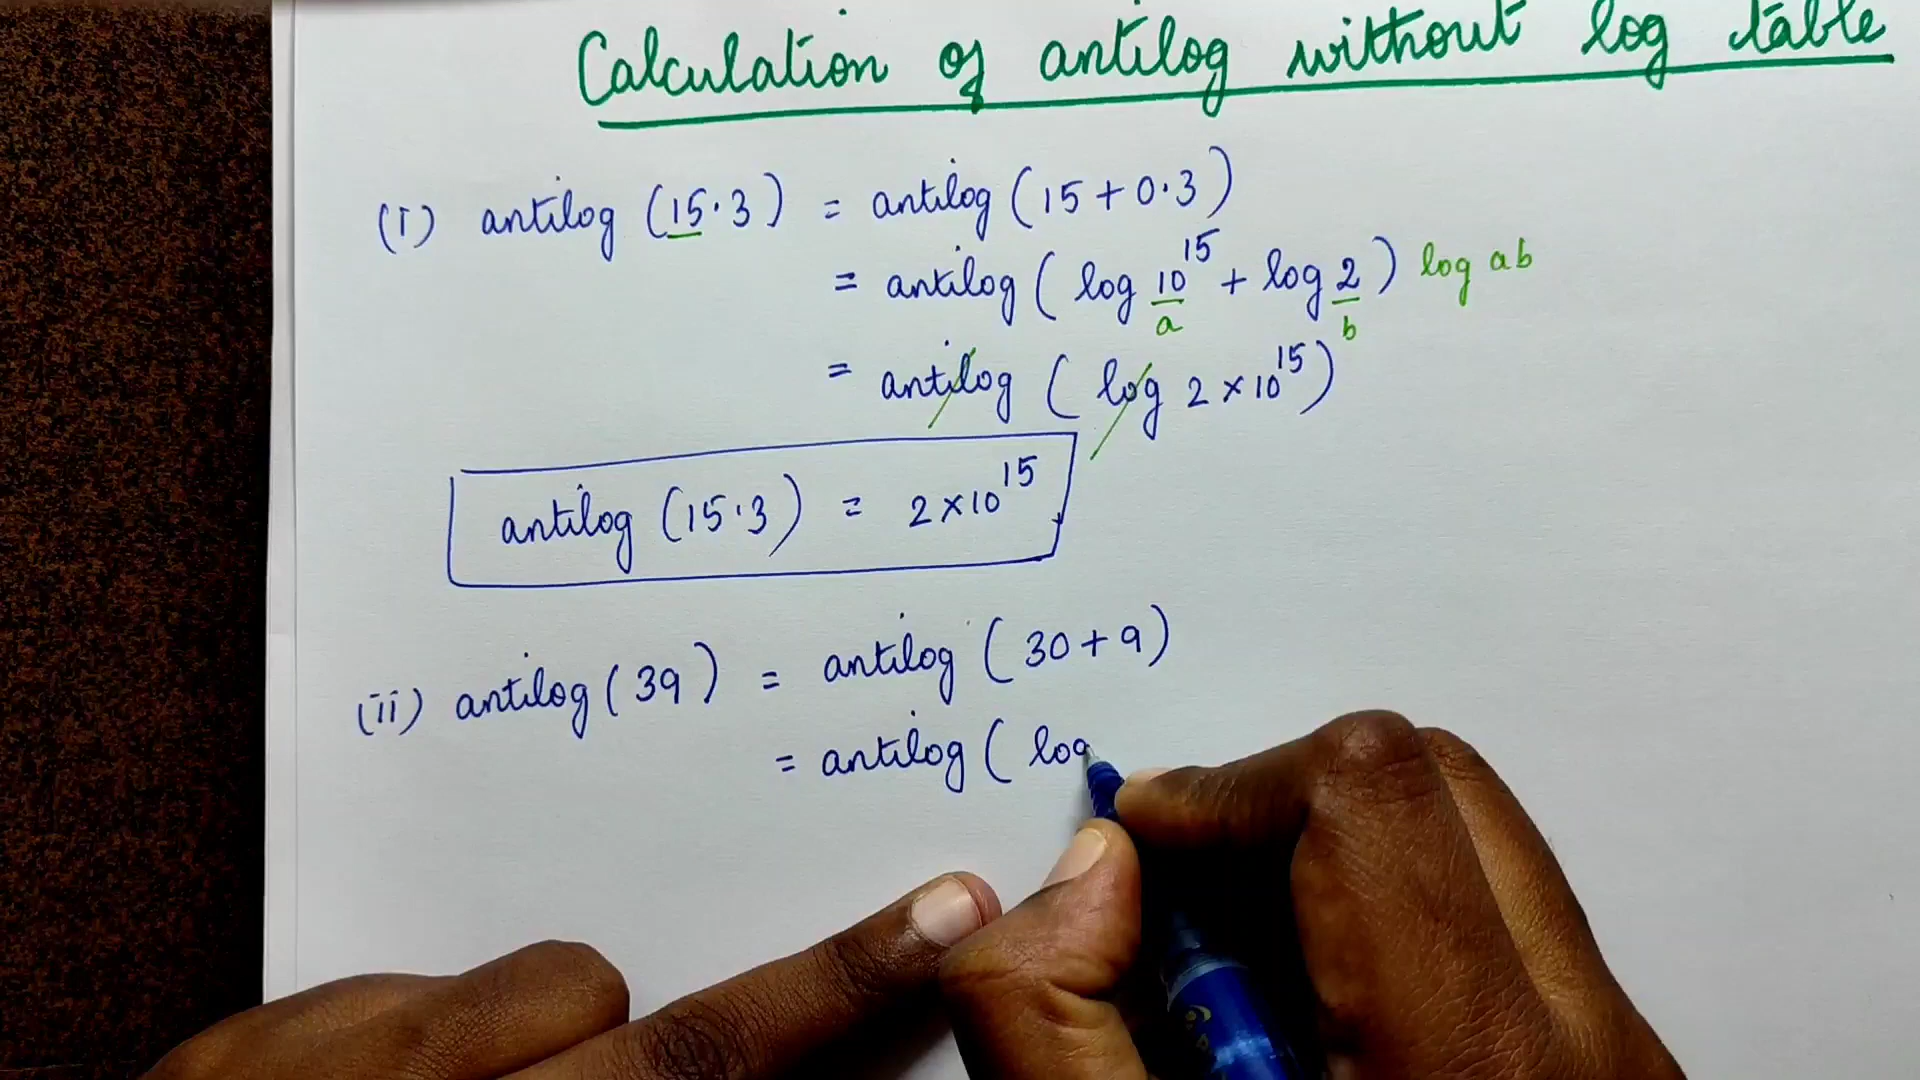 Calculation of antilog without log table
(i) antilog (15.3) = antilog (15 + 0.3)
= antilog ( log 10^15 + log 2 ) log ab
a b
= antilog ( log 2 × 10^15 )
antilog (15.3) = 2 × 10^15
(ii) antilog (39) = antilog (30 + 9)
= antilog ( log